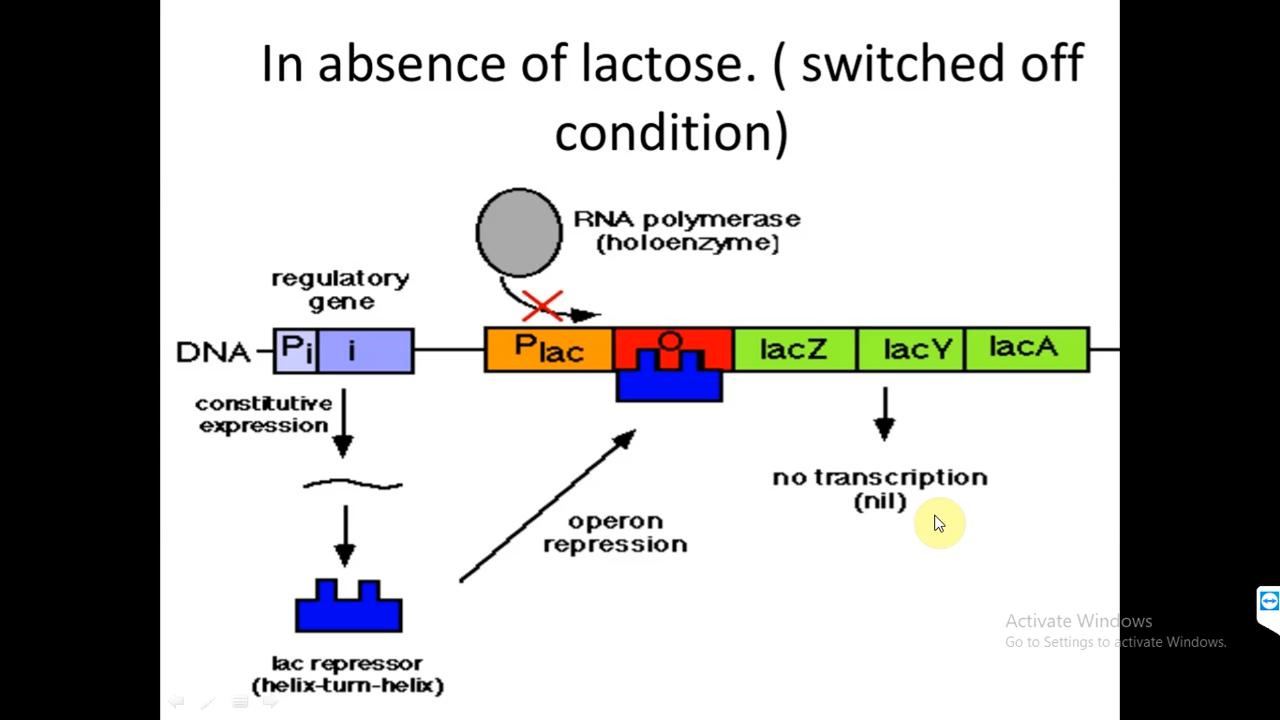 In absence of lactose. ( switched off
condition)
RNA polymerase
(holoenzyme)
regulatory
gene
DNA
Pi
i
Plac
O
lacZ
lacY
lacA
constitutive
expression
no transcription
(nil)
operon
repression
lac repressor
(helix-turn-helix)
Activate Windows
Go to Settings to activate Windows.